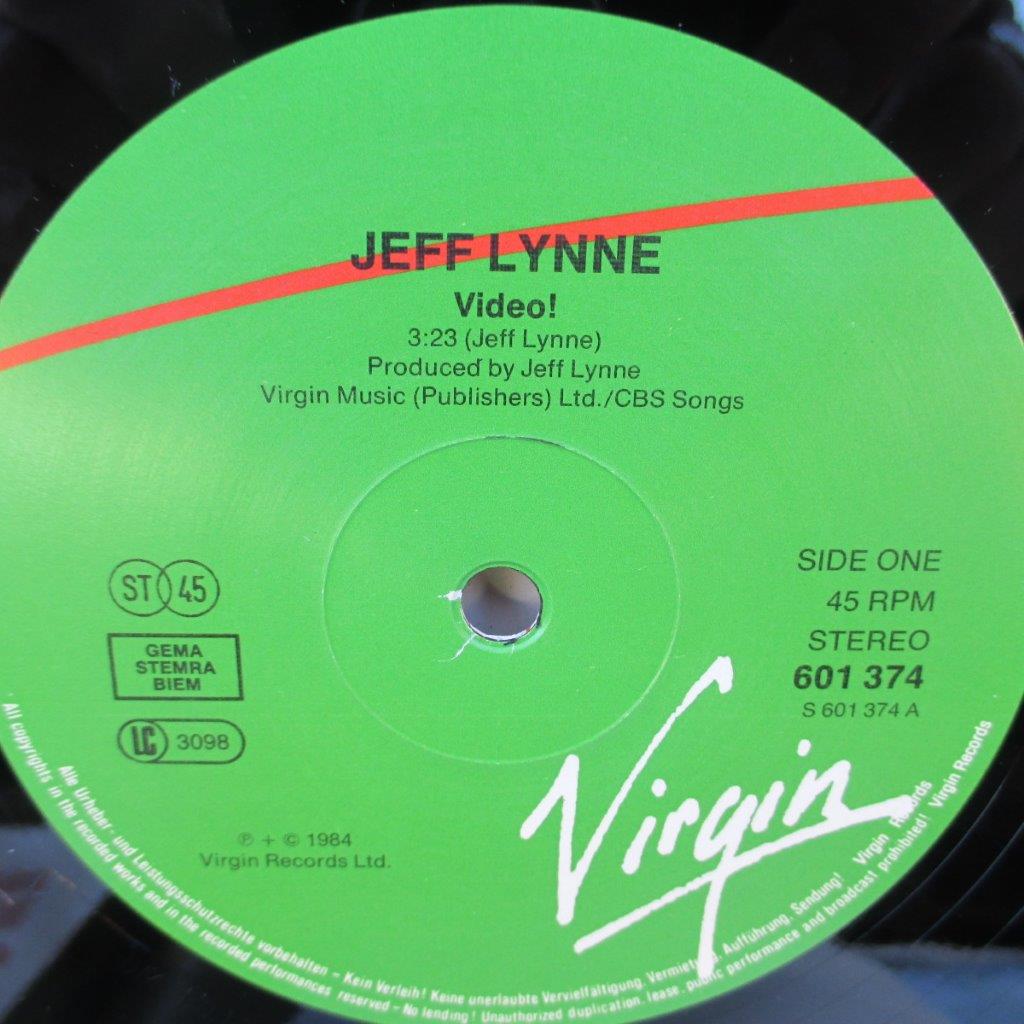 JEFF LYNNE
Video!
3:23 (Jeff Lynne)
Produced by Jeff Lynne
Virgin Music (Publishers) Ltd./CBS Songs
ST 45
GEMA
STEMRA
BIEM
LC 3098
SIDE ONE
45 RPM
STEREO
601 374
S 601 374 A
℗ + © 1984
Virgin Records Ltd.
Virgin
Alle Urheber- und Leistungsschutzrechte vorbehalten – Kein Verleih! Keine unerlaubte Vervielfältigung, Aufführung, Sendung! Virgin Records
All copyrights in the recorded works and in the recorded performances reserved – No lending! Unauthorized duplication, lease, public performance and broadcast prohibited! Virgin Records